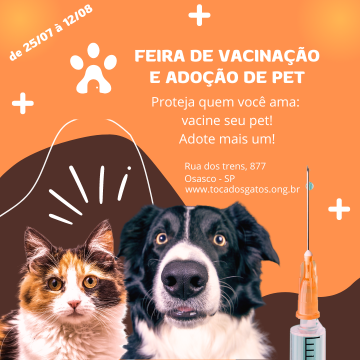 de 25/07 à 12/08
FEIRA DE VACINAÇÃO
E ADOÇÃO DE PET
Proteja quem você ama:
vacine seu pet!
Adote mais um!
Rua dos trens, 877
Osasco - SP
www.tocadosgatos.ong.br